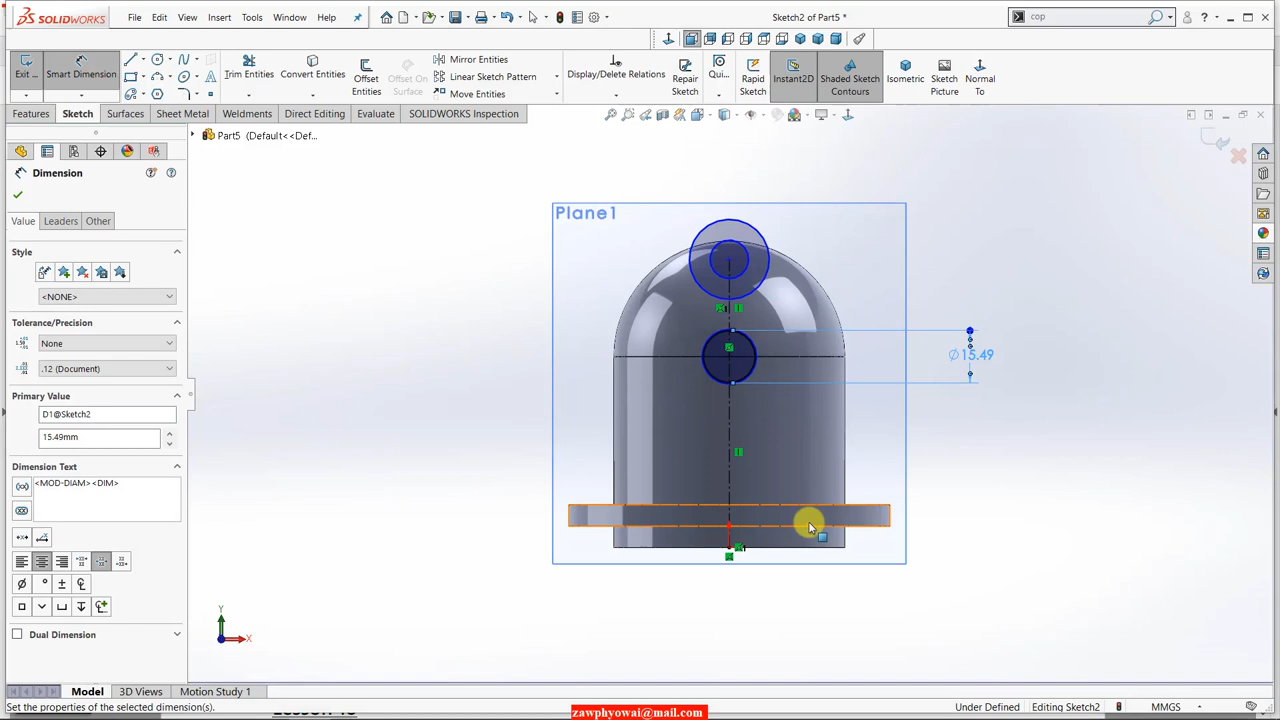 SOLIDWORKS
File Edit View Insert Tools Window Help
Sketch2 of Part5 *
cop
Exit ...
Smart Dimension
Trim Entities
Convert Entities
Offset Entities
Offset On Surface
Mirror Entities
Linear Sketch Pattern
Move Entities
Display/Delete Relations
Repair Sketch
Qui...
Rapid Sketch
Instant2D
Shaded Sketch Contours
Isometric
Sketch Picture
Normal To
Features Sketch Surfaces Sheet Metal Weldments Direct Editing Evaluate SOLIDWORKS Inspection
Part5 (Default<<Def...
Dimension
Value Leaders Other
Style
<NONE>
Tolerance/Precision
None
.12 (Document)
Primary Value
D1@Sketch2
15.49mm
Dimension Text
<MOD-DIAM><DIM>
Dual Dimension
Plane1
∅15.49
Y
X
Model 3D Views Motion Study 1
Set the properties of the selected dimension(s).
zawphyowai@mail.com
Under Defined Editing Sketch2 MMGS